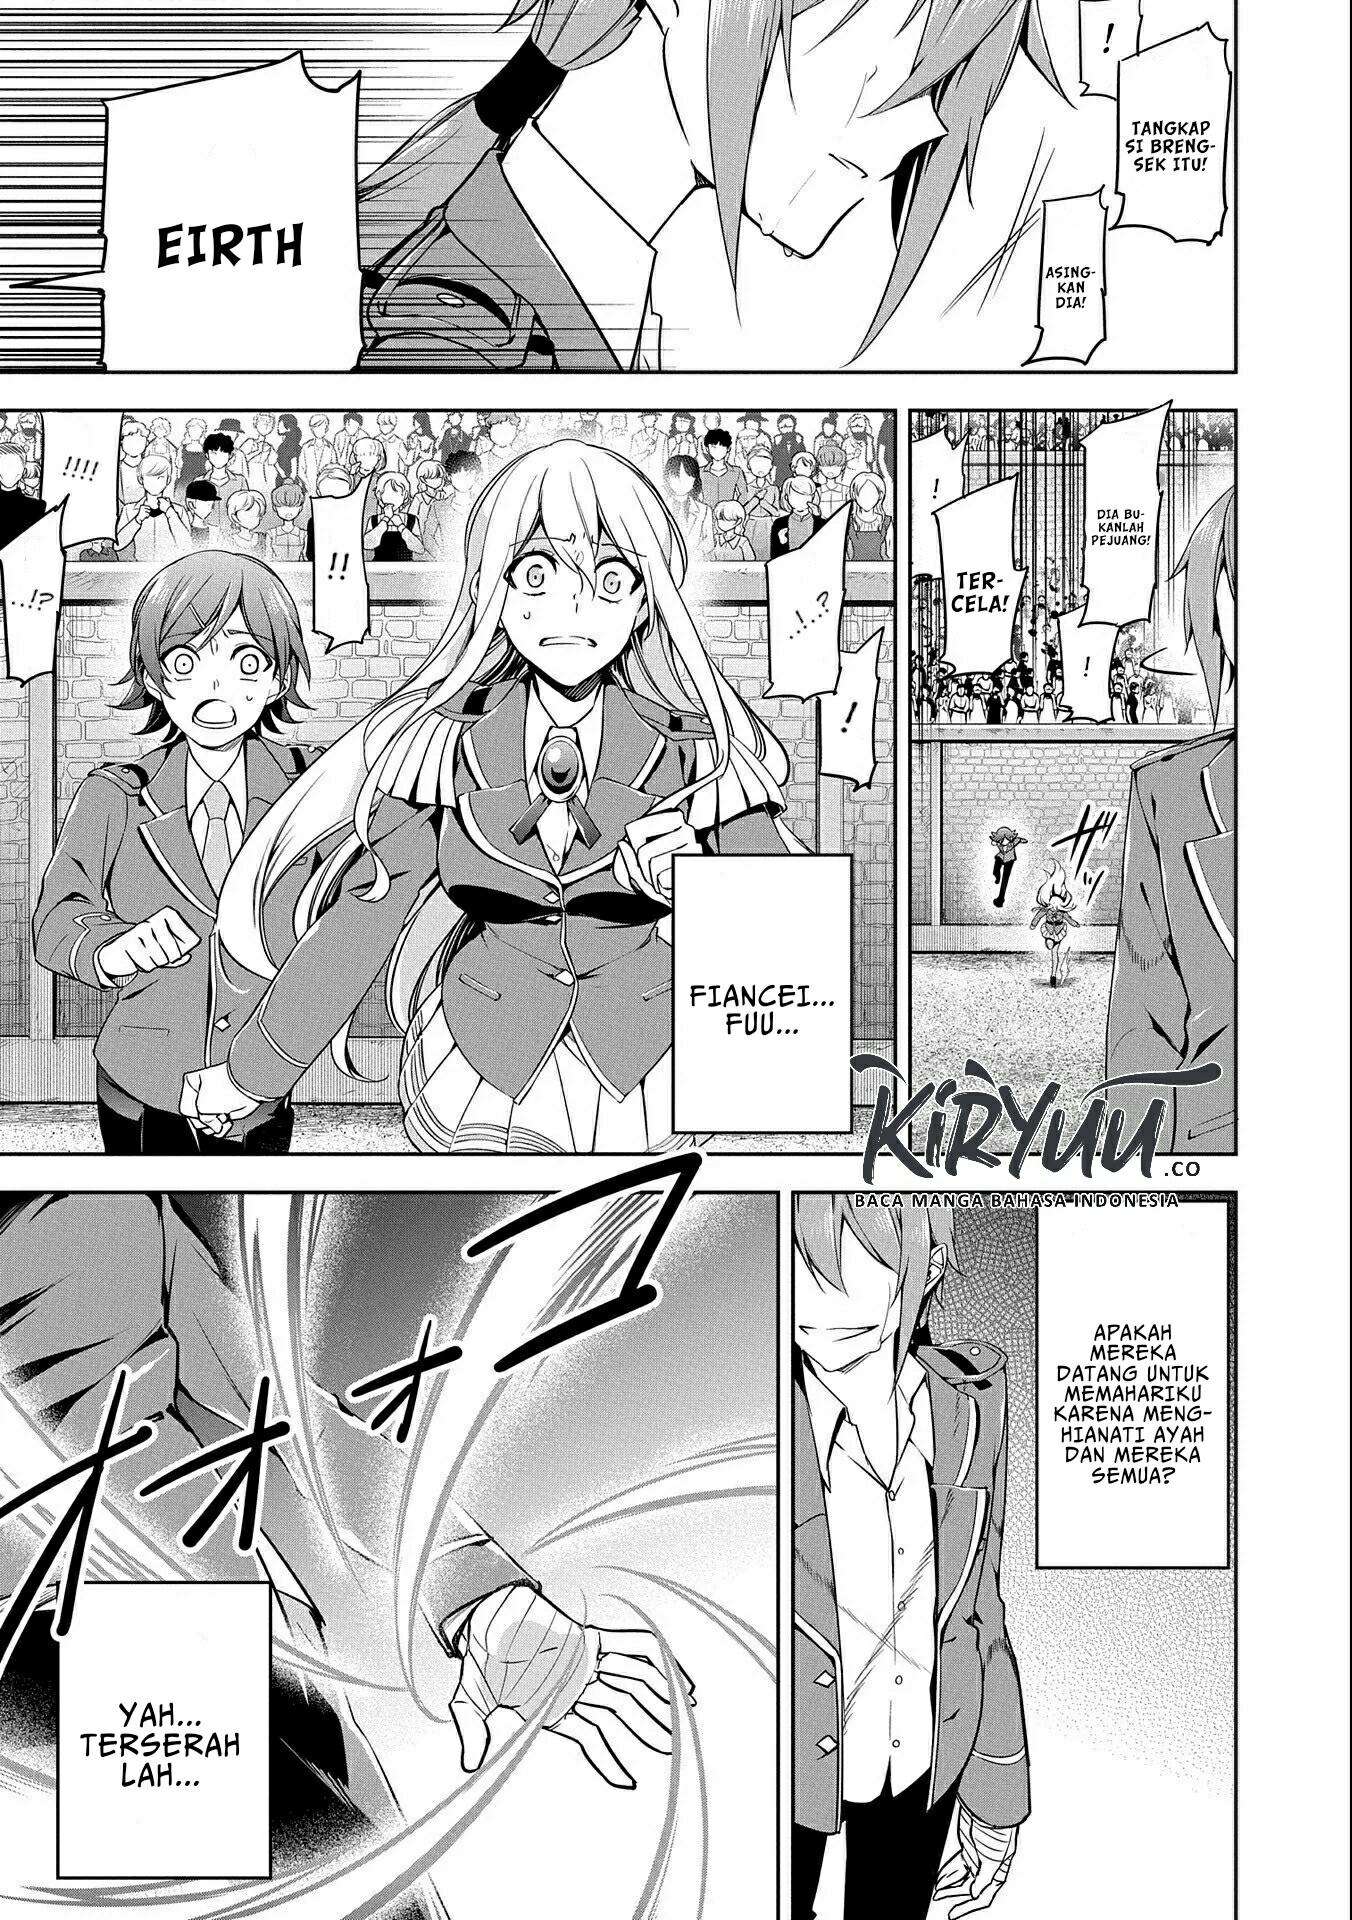 !
TANGKAP
SI BRENG-
SEK ITU!
ASING-
KAN
DIA!
EIRTH
DIA BU-
KANLAH
PEJUANG!
!
TER-
CELA!
!!!!
...!?
!!
...!..?
!
FIANCEI...
FUU...
KiRYUU
.CO
BACA MANGA BAHASA INDONESIA
APAKAH
MEREKA
DATANG UNTUK
MEMAHARIKU
KARENA MENG-
HIANATI AYAH
DAN MEREKA
SEMUA?
YAH...
TERSERAH
LAH...